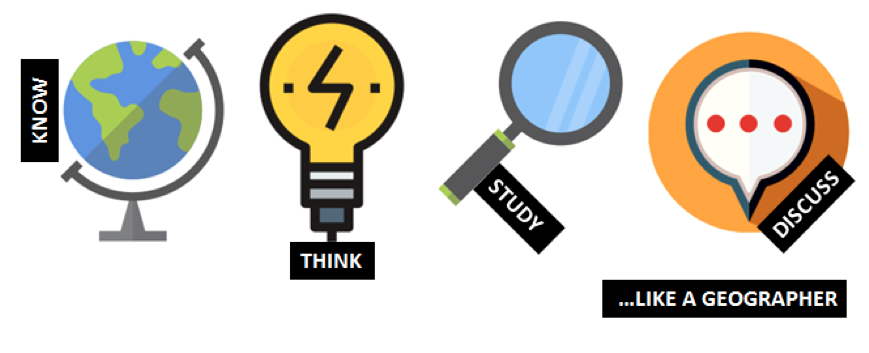 KNOW
THINK
STUDY
DISCUSS
...LIKE A GEOGRAPHER